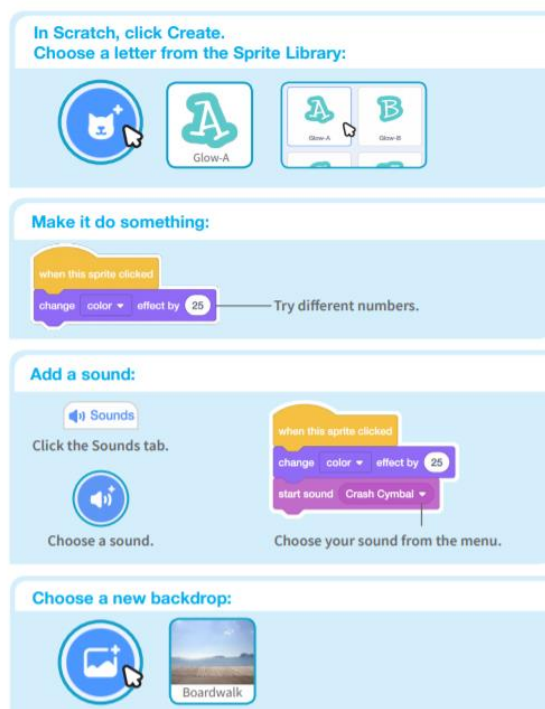 In Scratch, click Create.
Choose a letter from the Sprite Library:
A
Glow-A
A
Glow-A
B
Glow-B
Make it do something:
when this sprite clicked
change color effect by 25
Try different numbers.
Add a sound:
Sounds
Click the Sounds tab.
Choose a sound.
when this sprite clicked
change color effect by 25
start sound Crash Cymbal
Choose your sound from the menu.
Choose a new backdrop:
Boardwalk